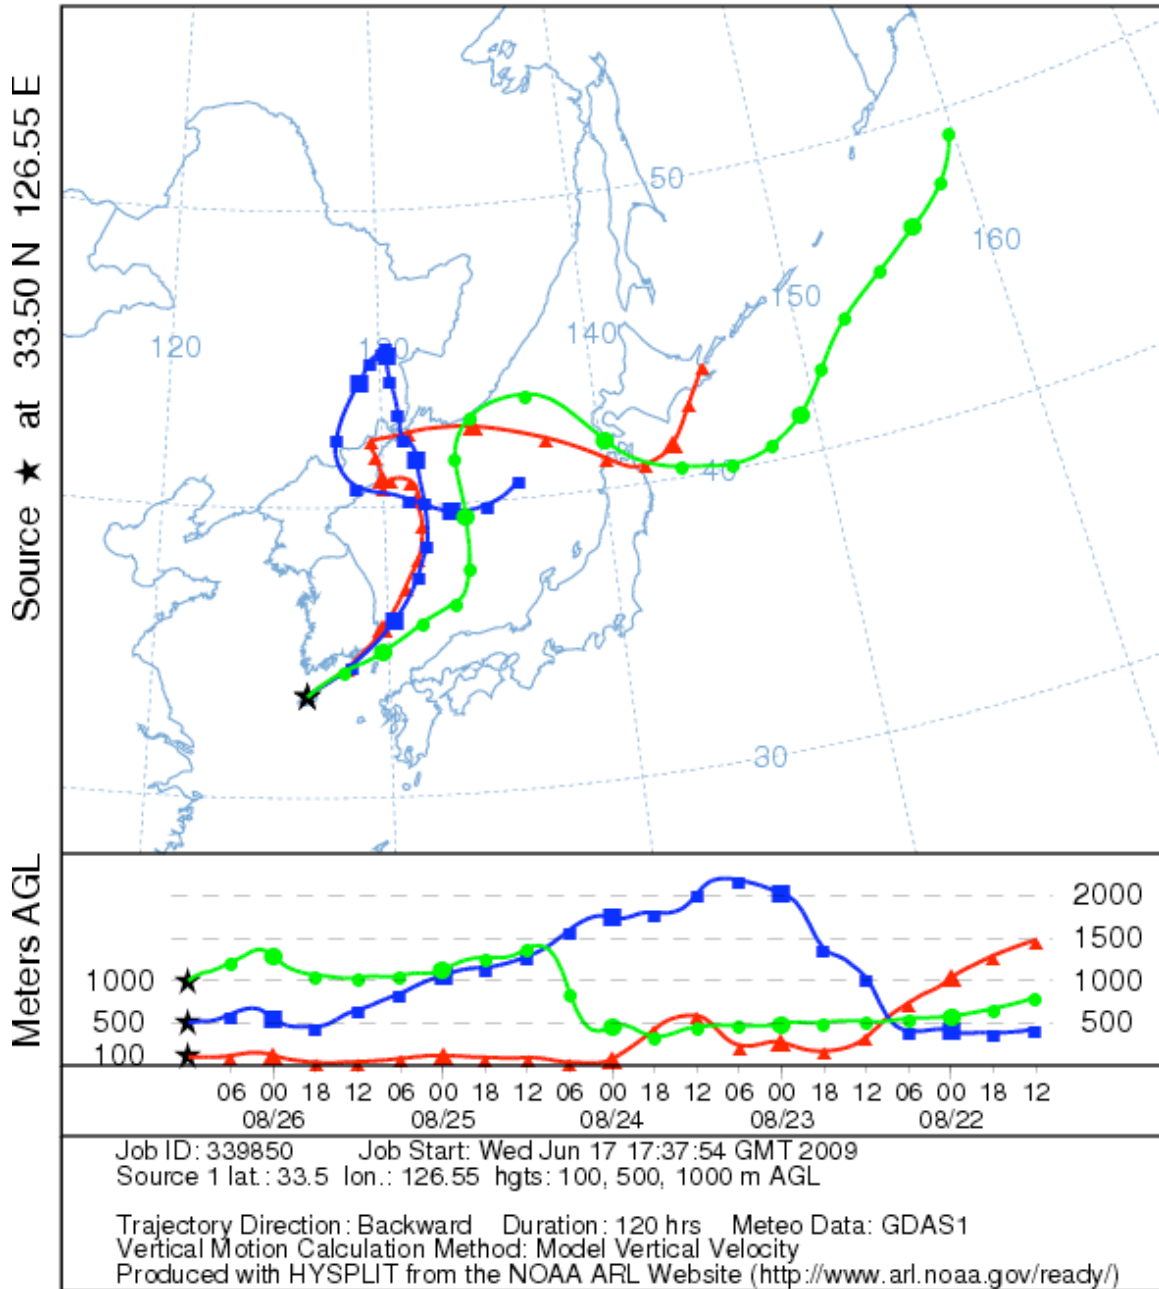 Source ★ at 33.50 N 126.55 E
50
160
150
140
120
130
40
30
Meters AGL
2000
1500
1000 1000
500 500
100
06 00 18 12 06 00 18 12 06 00 18 12 06 00 18 12 06 00 18 12
08/26 08/25 08/24 08/23 08/22
Job ID: 339850 Job Start: Wed Jun 17 17:37:54 GMT 2009
Source 1 lat.: 33.5 lon.: 126.55 hgts: 100, 500, 1000 m AGL
Trajectory Direction: Backward Duration: 120 hrs Meteo Data: GDAS1
Vertical Motion Calculation Method: Model Vertical Velocity
Produced with HYSPLIT from the NOAA ARL Website (http://www.arl.noaa.gov/ready/)